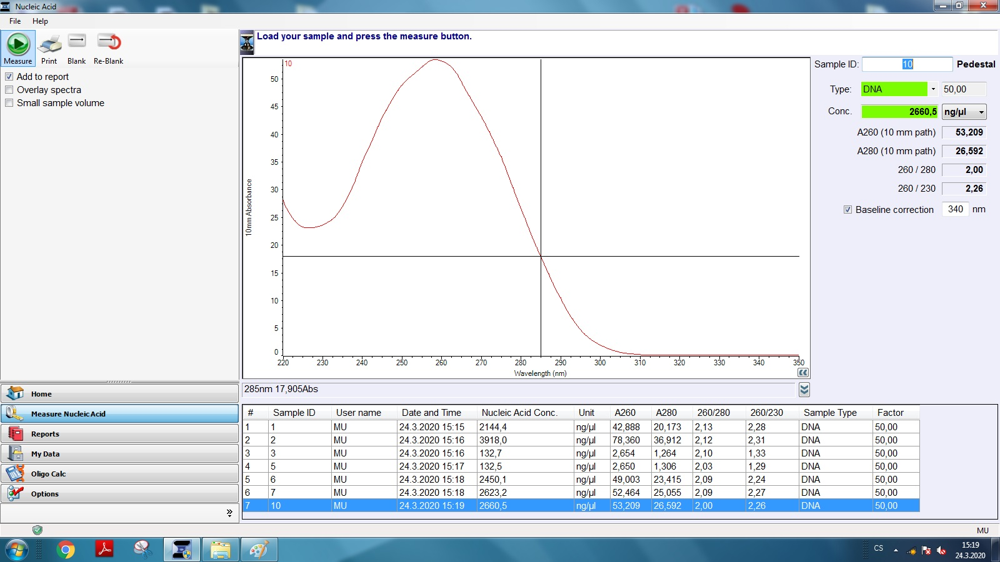 Nucleic Acid
File Help
Load your sample and press the measure button.
Measure Print Blank Re-Blank
Add to report
Overlay spectra
Small sample volume
10
50
45
40
35
30
25
20
15
10
5
0
10mm Absorbance
220 230 240 250 260 270 280 290 300 310 320 330 340 350
Wavelength (nm)
Sample ID: 10 Pedestal
Type: DNA 50,00
Conc. 2660,5 ng/µl
A260 (10 mm path) 53,209
A280 (10 mm path) 26,592
260 / 280 2,00
260 / 230 2,26
Baseline correction 340 nm
285nm 17,905Abs
Home
Measure Nucleic Acid
Reports
My Data
Oligo Calc
Options
# Sample ID User name Date and Time Nucleic Acid Conc. Unit A260 A280 260/280 260/230 Sample Type Factor
1 1 MU 24.3.2020 15:15 2144,4 ng/µl 42,888 20,173 2,13 2,28 DNA 50,00
2 2 MU 24.3.2020 15:16 3918,0 ng/µl 78,360 36,912 2,12 2,31 DNA 50,00
3 3 MU 24.3.2020 15:16 132,7 ng/µl 2,654 1,264 2,10 1,33 DNA 50,00
4 5 MU 24.3.2020 15:17 132,5 ng/µl 2,650 1,306 2,03 1,29 DNA 50,00
5 6 MU 24.3.2020 15:18 2450,1 ng/µl 49,003 23,415 2,09 2,24 DNA 50,00
6 7 MU 24.3.2020 15:18 2623,2 ng/µl 52,464 25,055 2,09 2,27 DNA 50,00
7 10 MU 24.3.2020 15:19 2660,5 ng/µl 53,209 26,592 2,00 2,26 DNA 50,00
MU
CS
15:19
24.3.2020